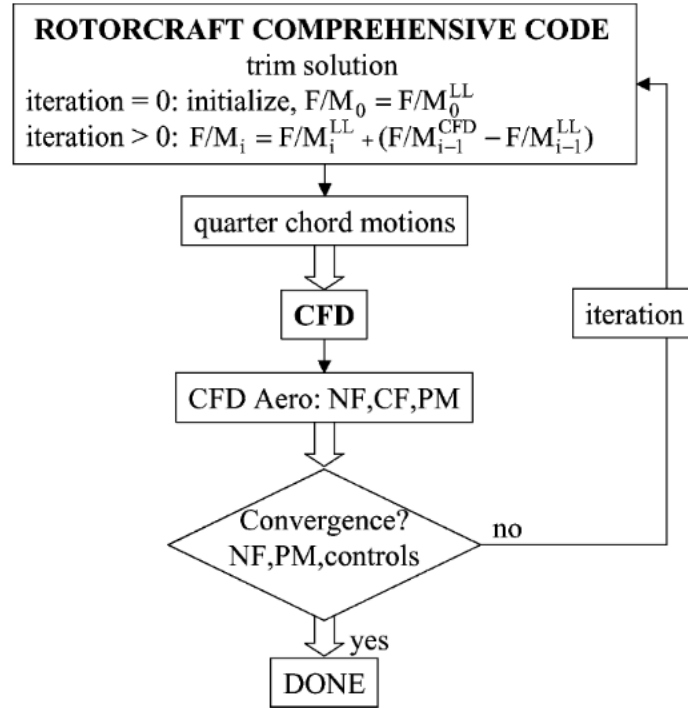 ROTORCRAFT COMPREHENSIVE CODE
trim solution
iteration = 0: initialize, F/M₀ = F/M₀ᴸᴸ
iteration > 0: F/Mᵢ = F/Mᵢᴸᴸ + (F/Mᵢ₋₁ᶜᶠᴰ − F/Mᵢ₋₁ᴸᴸ)
quarter chord motions
CFD
iteration
CFD Aero: NF,CF,PM
Convergence?
NF,PM,controls
no
yes
DONE